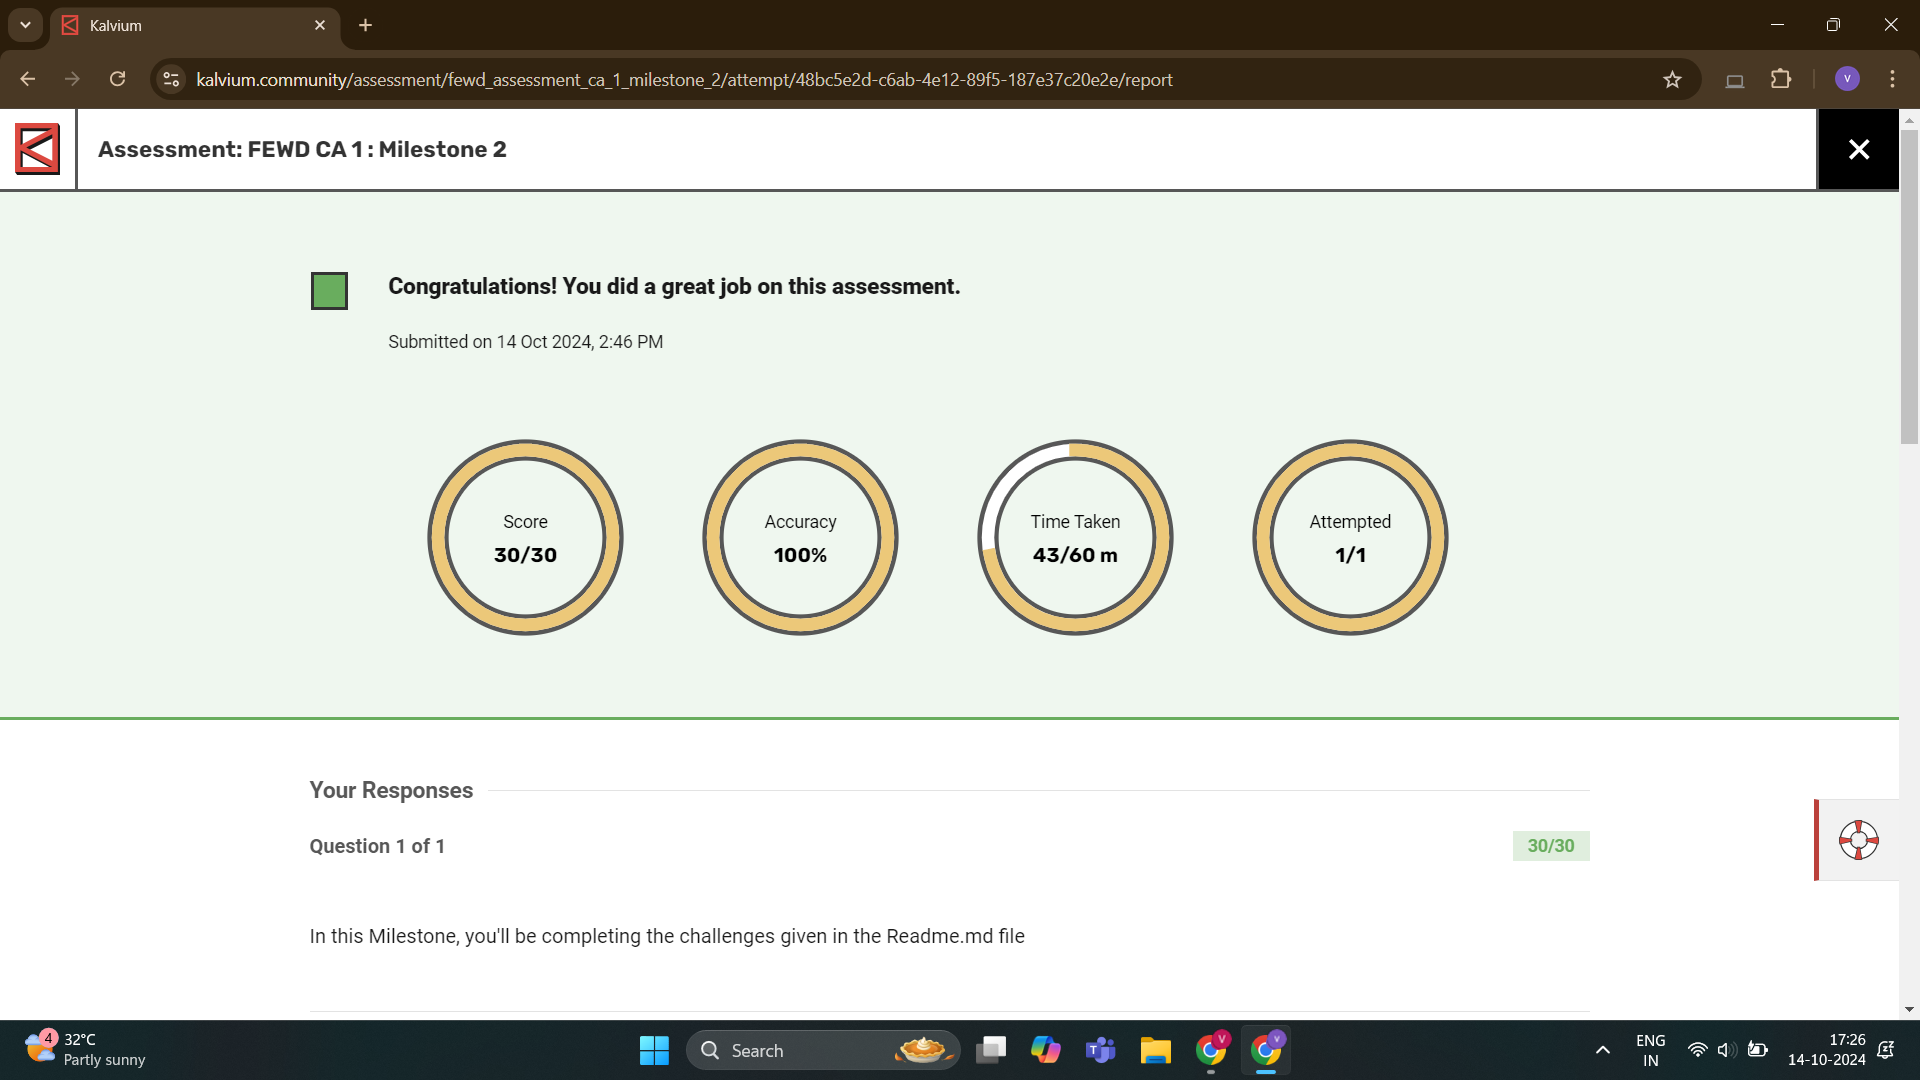 Kalvium
kalvium.community/assessment/fewd_assessment_ca_1_milestone_2/attempt/48bc5e2d-c6ab-4e12-89f5-187e37c20e2e/report
V
Assessment: FEWD CA 1: Milestone 2
Congratulations! You did a great job on this assessment.
Submitted on 14 Oct 2024, 2:46 PM
Score
30/30
Accuracy
100%
Time Taken
43/60 m
Attempted
1/1
Your Responses
Question 1 of 1
30/30
In this Milestone, you'll be completing the challenges given in the Readme.md file
4
32°C
Partly sunny
Search
T
V
V
ENG
IN
17:26
14-10-2024